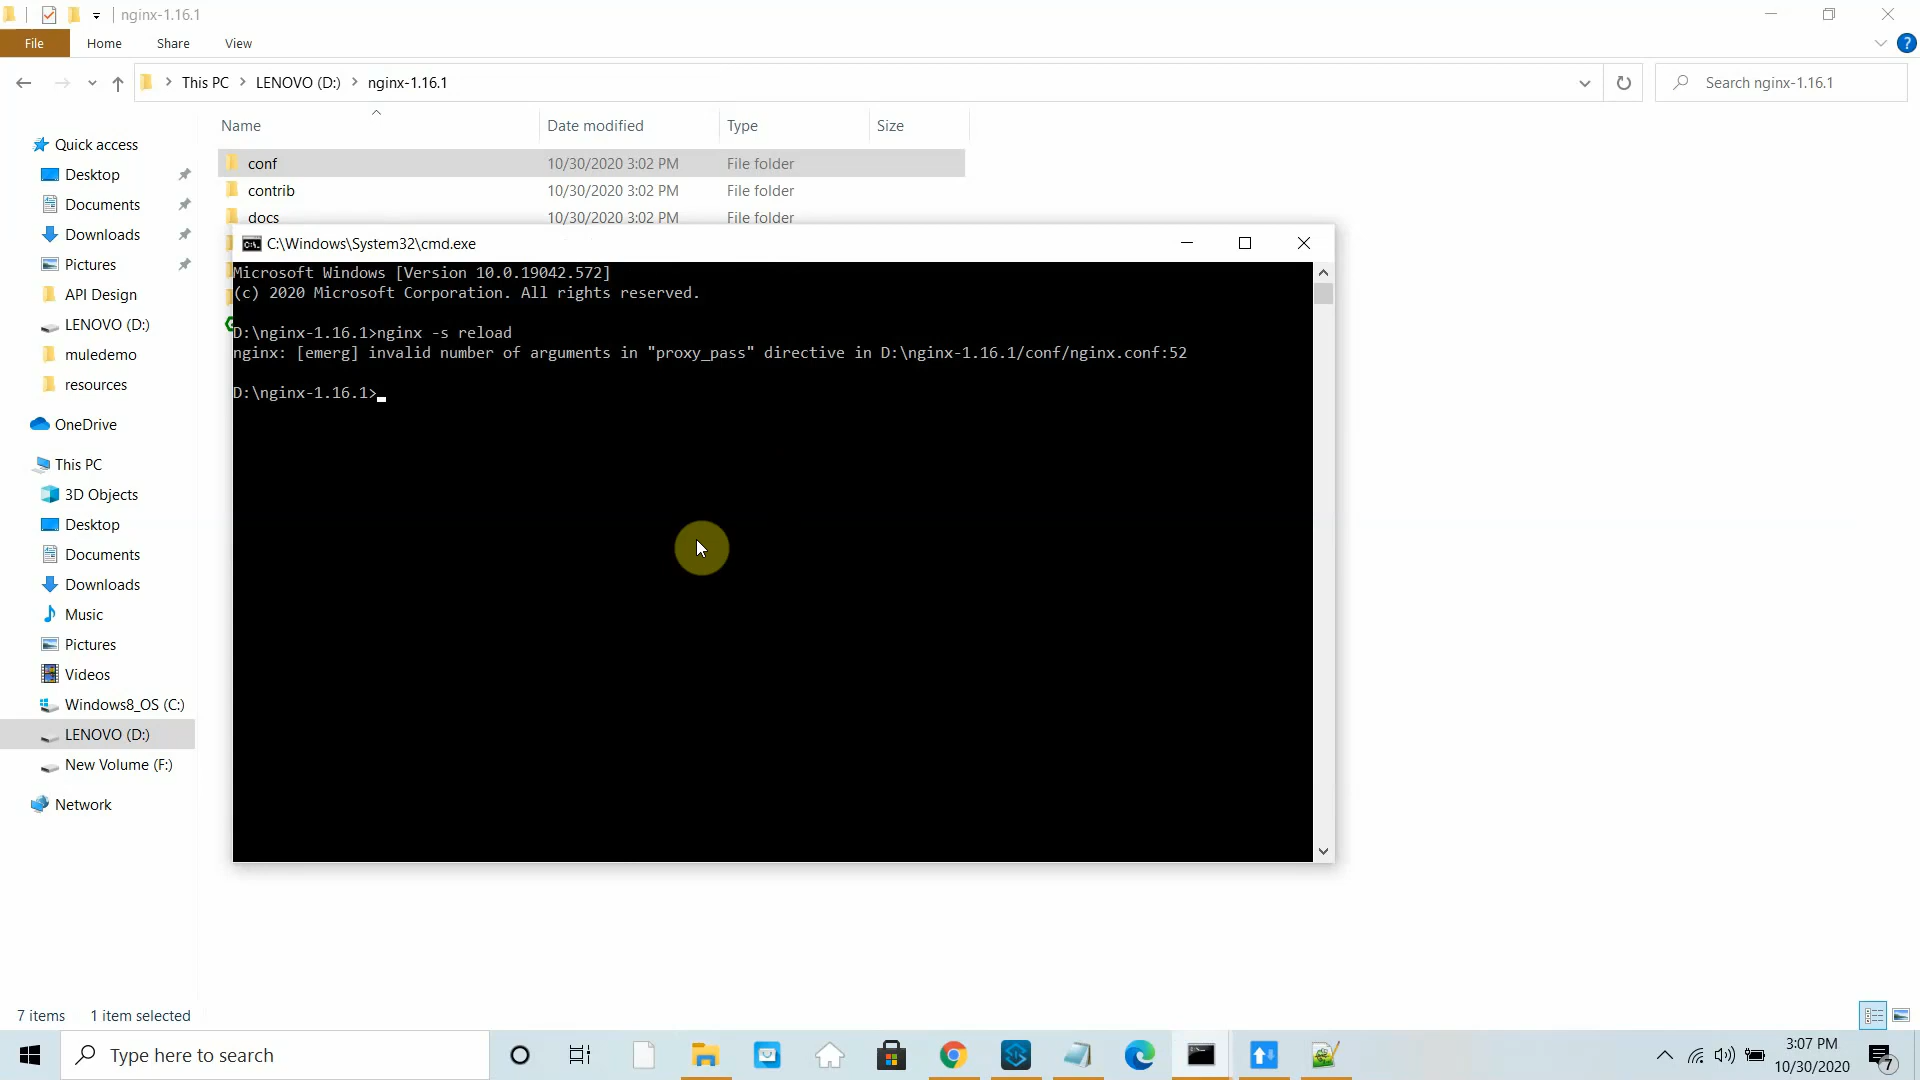 nginx-1.16.1
File Home Share View
This PC LENOVO (D:) nginx-1.16.1
Search nginx-1.16.1
Name Date modified Type Size
conf 10/30/2020 3:02 PM File folder
contrib 10/30/2020 3:02 PM File folder
docs 10/30/2020 3:02 PM File folder
Quick access
Desktop
Documents
Downloads
Pictures
API Design
LENOVO (D:)
muledemo
resources
OneDrive
This PC
3D Objects
Desktop
Documents
Downloads
Music
Pictures
Videos
Windows8_OS (C:)
LENOVO (D:)
New Volume (F:)
Network
C:\Windows\System32\cmd.exe
Microsoft Windows [Version 10.0.19042.572]
(c) 2020 Microsoft Corporation. All rights reserved.
D:\nginx-1.16.1>nginx -s reload
nginx: [emerg] invalid number of arguments in "proxy_pass" directive in D:\nginx-1.16.1/conf/nginx.conf:52
D:\nginx-1.16.1>
7 items 1 item selected
Type here to search
3:07 PM
10/30/2020
7